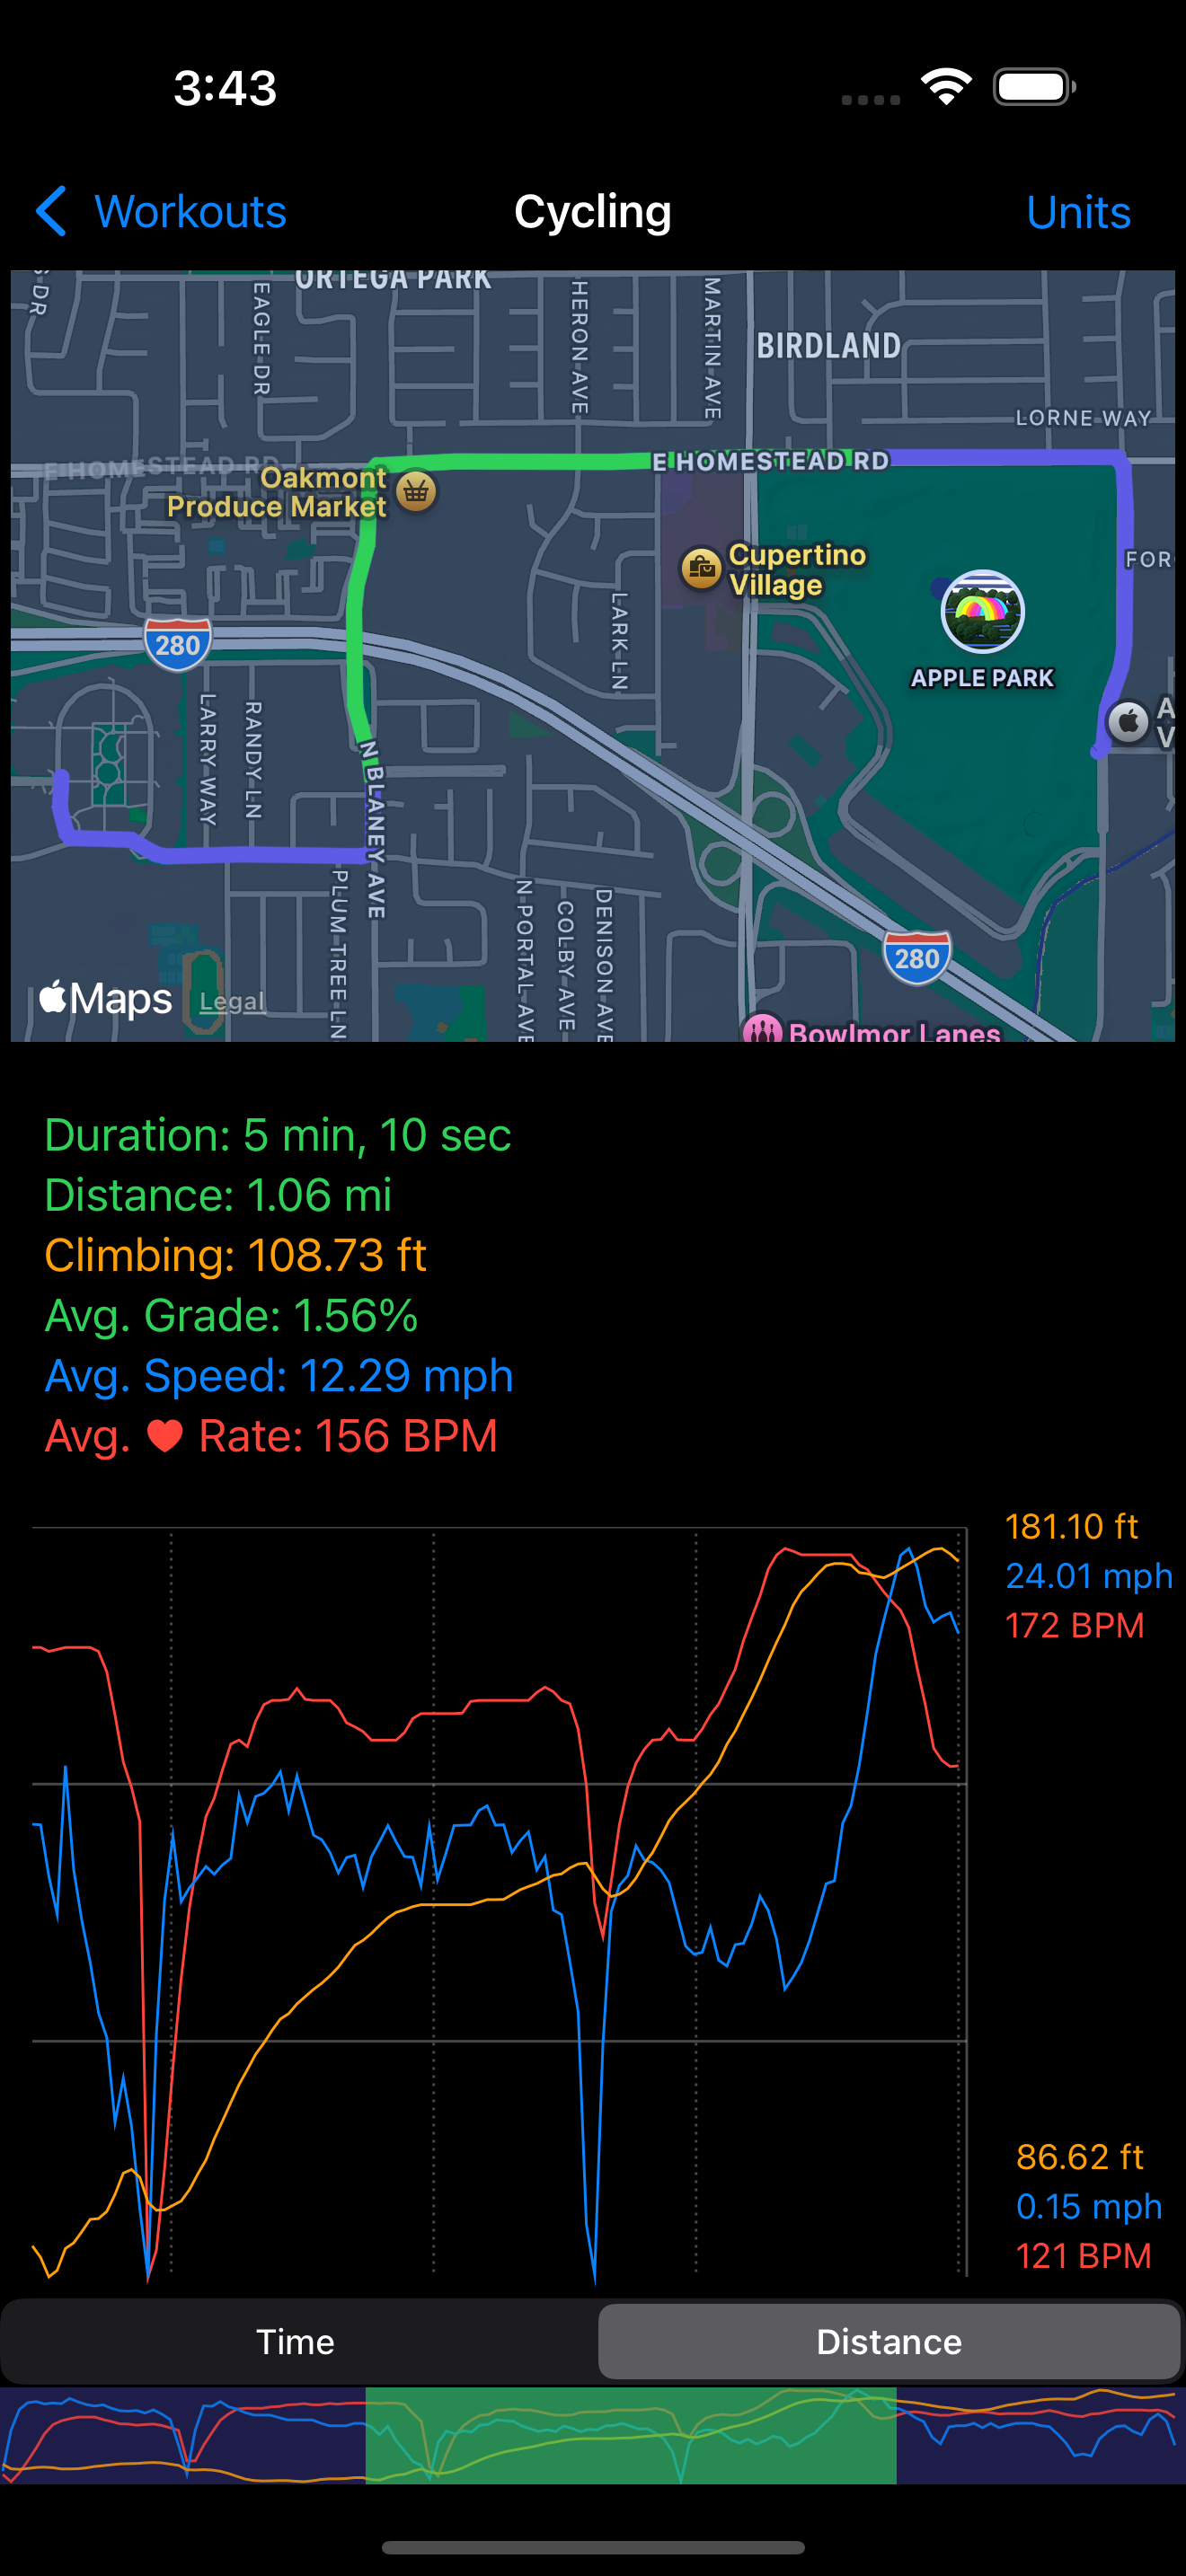 3:43
Workouts
Cycling
Units
ORTEGA PARK
DR
EAGLE DR
HERON AVE
MARTIN AVE
BIRDLAND
LORNE WAY
E HOMESTEAD RD
E HOMESTEAD RD
Oakmont
Produce Market
Cupertino
Village
FOR
LARK LN
280
APPLE PARK
A
V
LARRY WAY
RANDY LN
N BLANEY AVE
PLUM TREE LN
N PORTAL AVE
COLBY AVE
DENISON AVE
280
Maps
Legal
Bowlmor Lanes
Duration: 5 min, 10 sec
Distance: 1.06 mi
Climbing: 108.73 ft
Avg. Grade: 1.56%
Avg. Speed: 12.29 mph
Avg. ♥ Rate: 156 BPM
181.10 ft
24.01 mph
172 BPM
86.62 ft
0.15 mph
121 BPM
Time
Distance